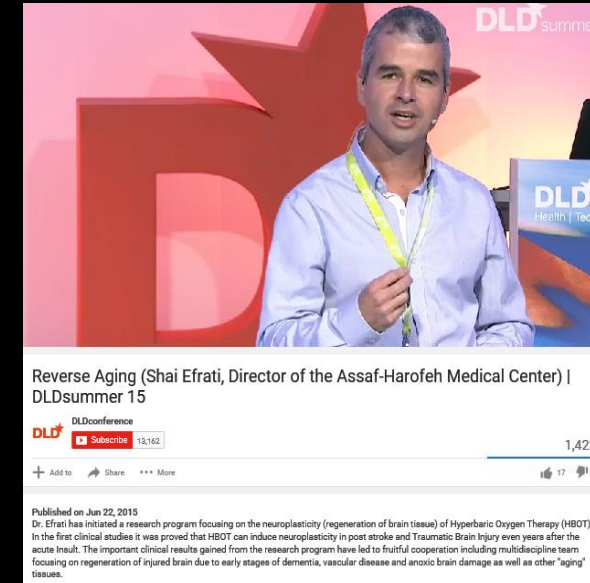 DLD summe
DLD
Health | Tec
Reverse Aging (Shai Efrati, Director of the Assaf-Harofeh Medical Center) |
DLDsummer 15
DLDconference
DLD
Subscribe 13,162
1,42
Add to Share More
17
Published on Jun 22, 2015
Dr. Efrati has initiated a research program focusing on the neuroplasticity (regeneration of brain tissue) of Hyperbaric Oxygen Therapy (HBOT)
In the first clinical studies it was proved that HBOT can induce neuroplasticity in post stroke and Traumatic Brain Injury even years after the
acute Insult. The important clinical results gained from the research program have led to fruitful cooperation including multidiscipline team
focusing on regeneration of injured brain due to early stages of dementia, vascular disease and anoxic brain damage as well as other "aging"
tissues.